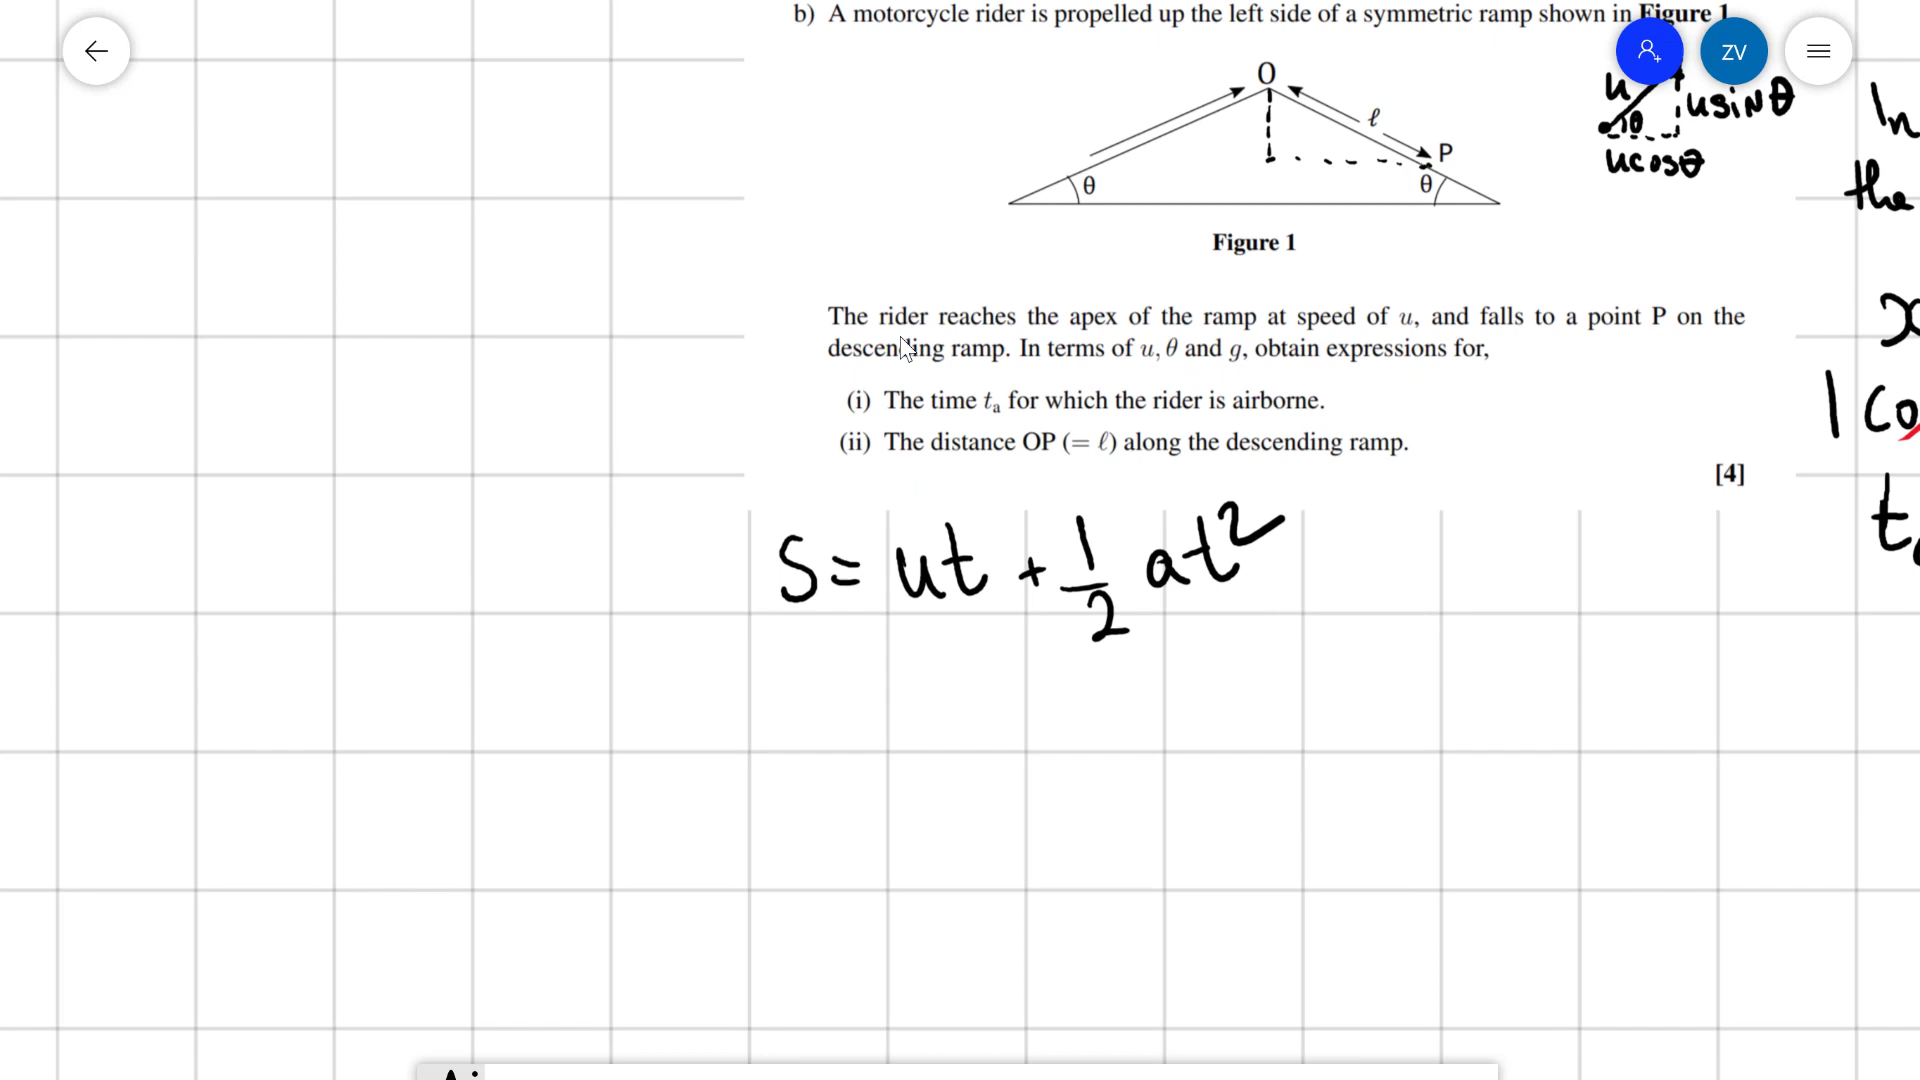 b) A motorcycle rider is propelled up the left side of a symmetric ramp shown in Figure 1
ZV
O
ℓ
P
θ
θ
u
θ
usinθ
ucosθ
In
the
Figure 1
The rider reaches the apex of the ramp at speed of u, and falls to a point P on the
descending ramp. In terms of u, θ and g, obtain expressions for,
x
(i) The time tₐ for which the rider is airborne.
l co
(ii) The distance OP (= ℓ) along the descending ramp.
[4]
t
S = ut + 1/2 at²